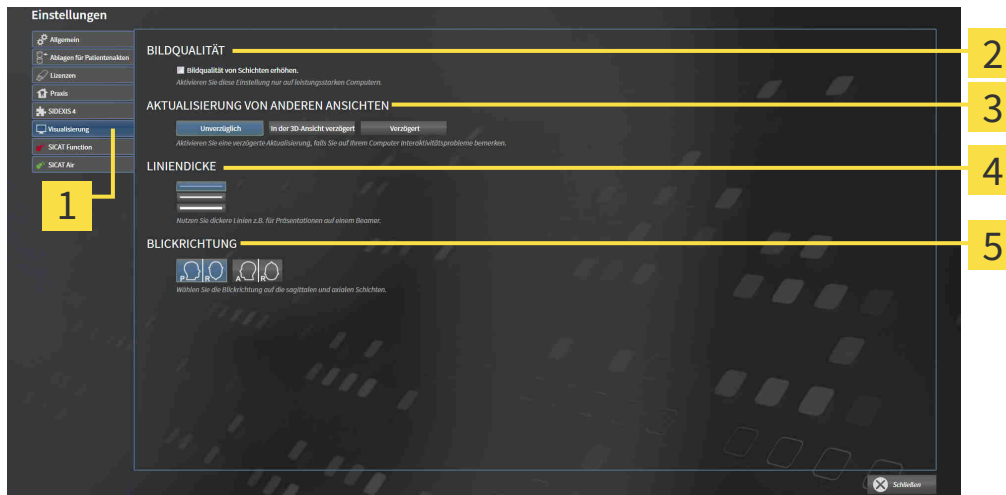 Einstellungen
Allgemein
Ablagen für Patientenakten
Lizenzen
Praxis
SIDEXIS 4
Visualisierung
SICAT Function
SICAT Air
1
BILDQUALITÄT
2
Bildqualität von Schichten erhöhen.
Aktivieren Sie diese Einstellung nur auf leistungsstarken Computern.
AKTUALISIERUNG VON ANDEREN ANSICHTEN
3
Unverzüglich In der 3D-Ansicht verzögert Verzögert
Aktivieren Sie eine verzögerte Aktualisierung, falls Sie auf Ihrem Computer Interaktivitätsprobleme bemerken.
LINIENDICKE
4
Nutzen Sie dickere Linien z.B. für Präsentationen auf einem Beamer.
BLICKRICHTUNG
5
P R A R
Wählen Sie die Blickrichtung auf die sagittalen und axialen Schichten.
Schließen